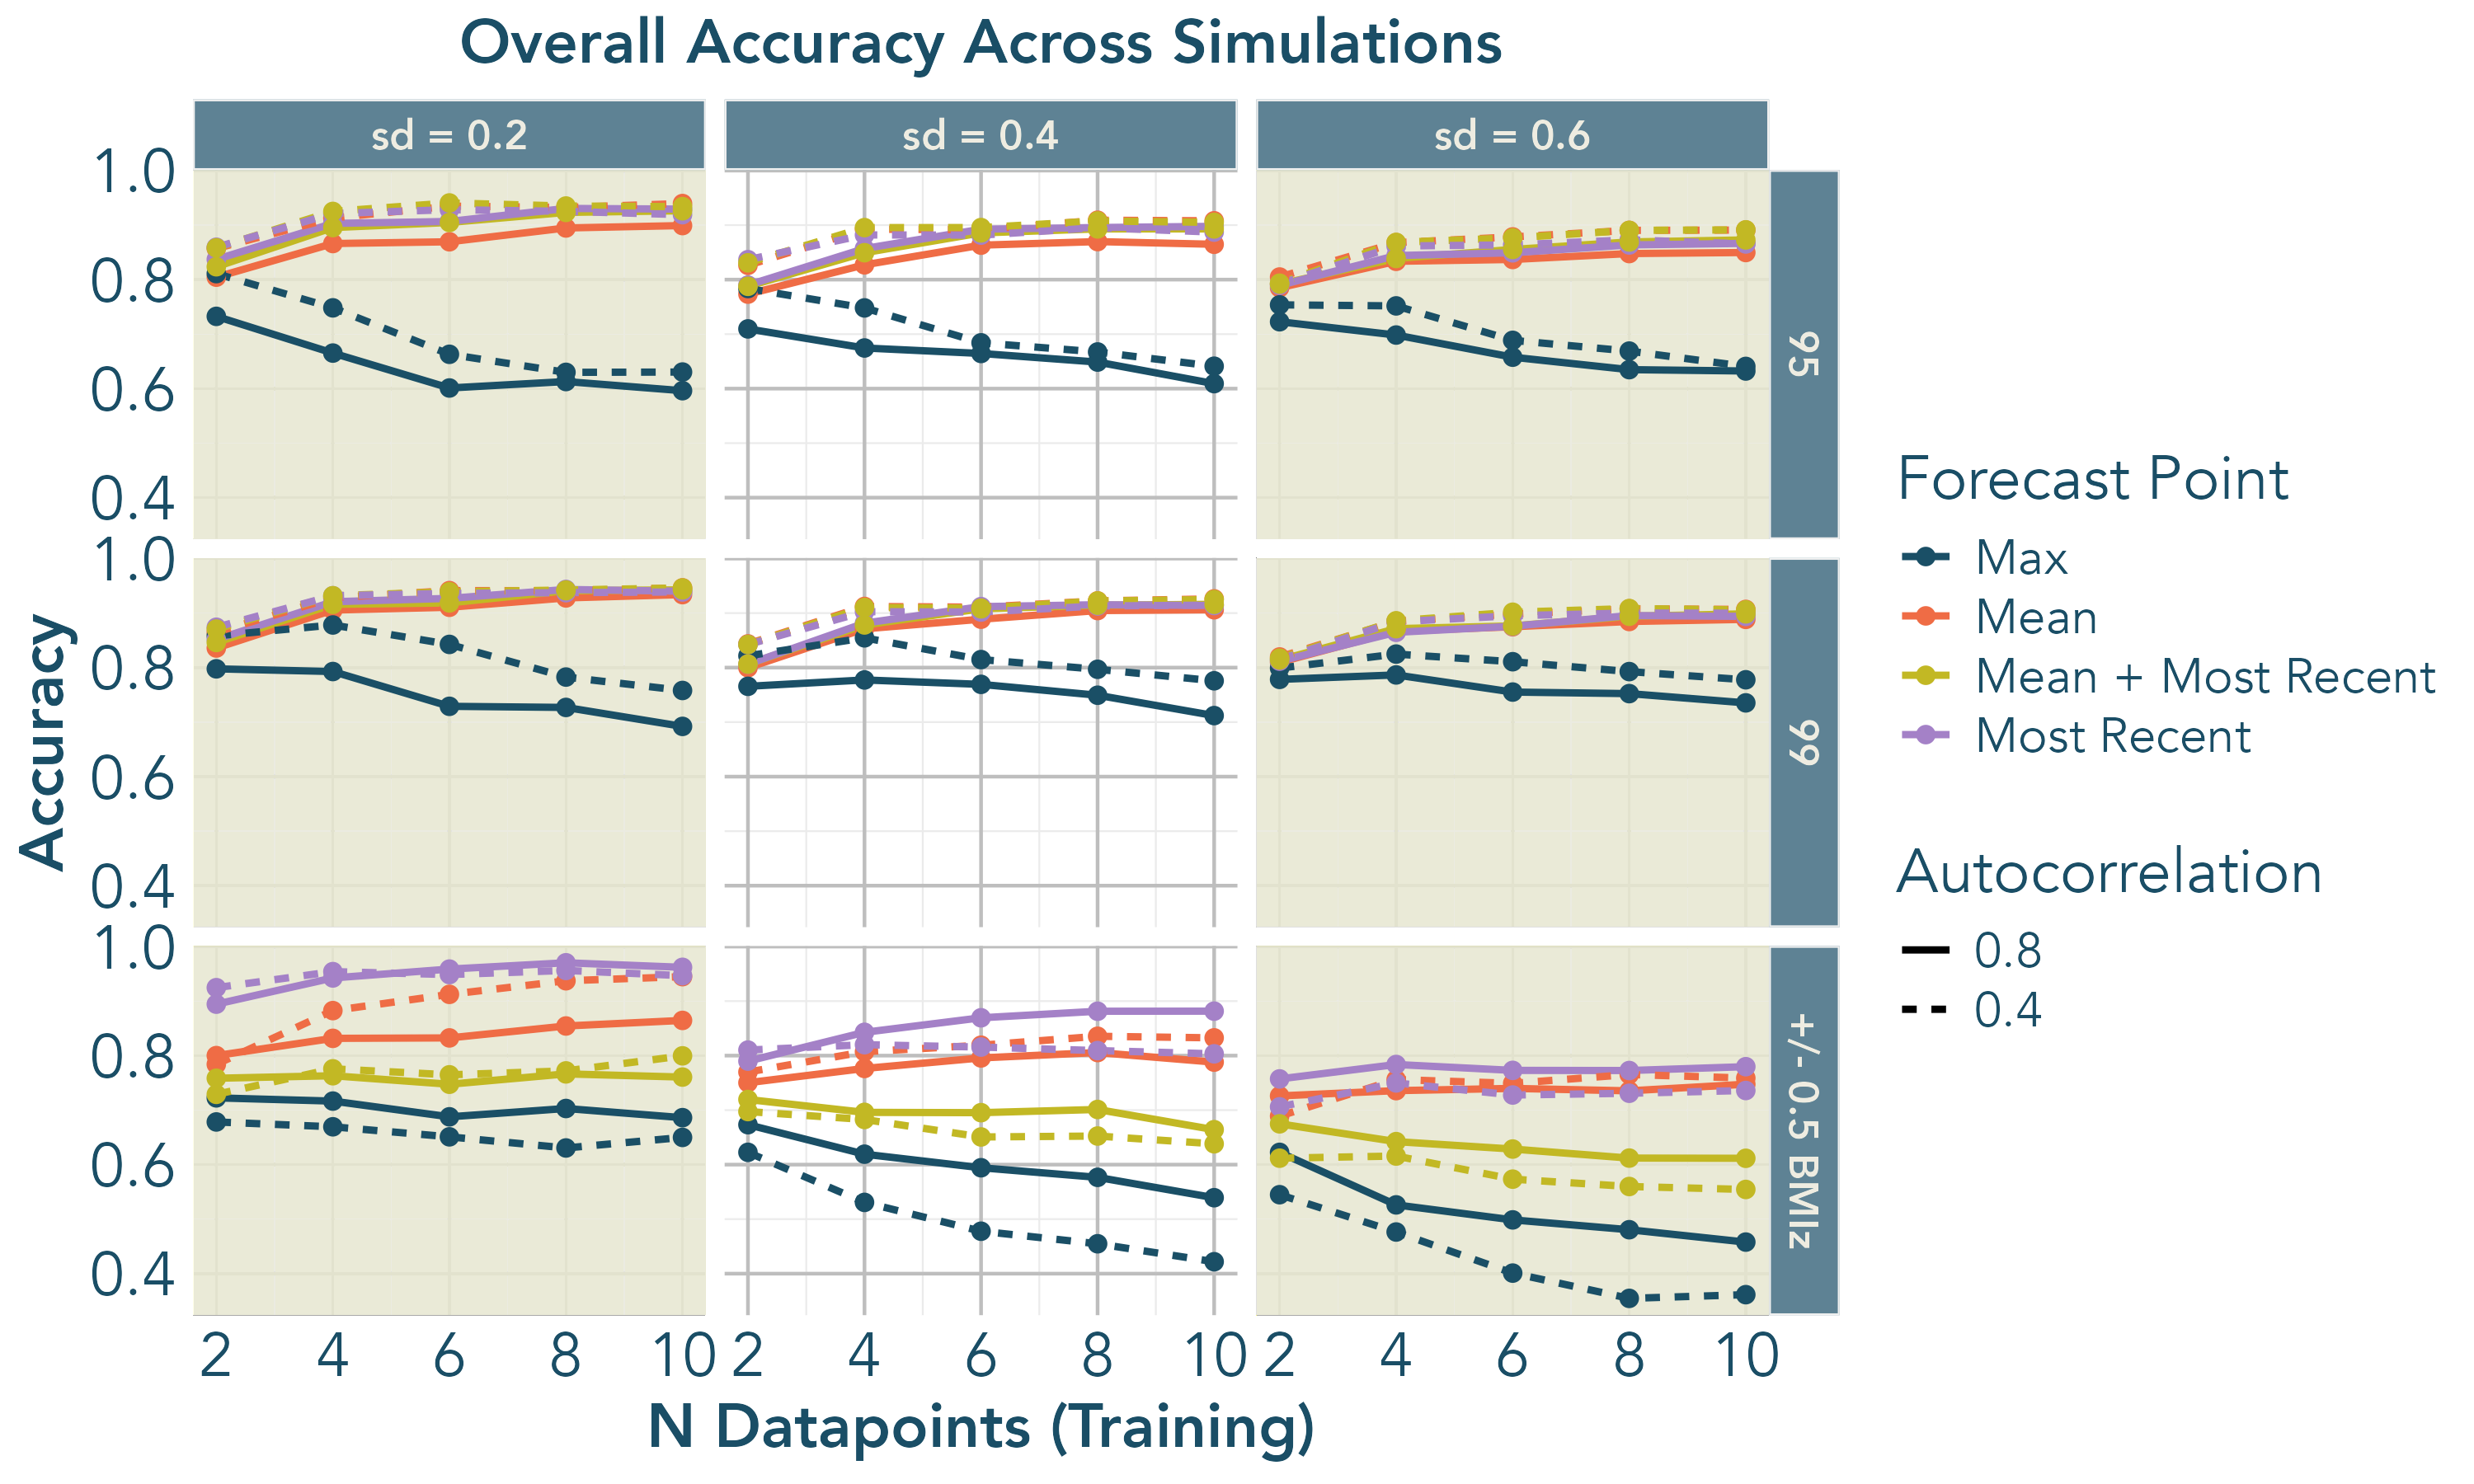 Overall Accuracy Across Simulations
sd = 0.2
sd = 0.4
sd = 0.6
1.0
0.8
0.6
0.4
95
1.0
0.8
0.6
0.4
99
1.0
0.8
0.6
0.4
+/- 0.5 BMIz
2 4 6 8 10 2 4 6 8 10 2 4 6 8 10
N Datapoints (Training)
Accuracy
Forecast Point
Max
Mean
Mean + Most Recent
Most Recent
Autocorrelation
0.8
0.4